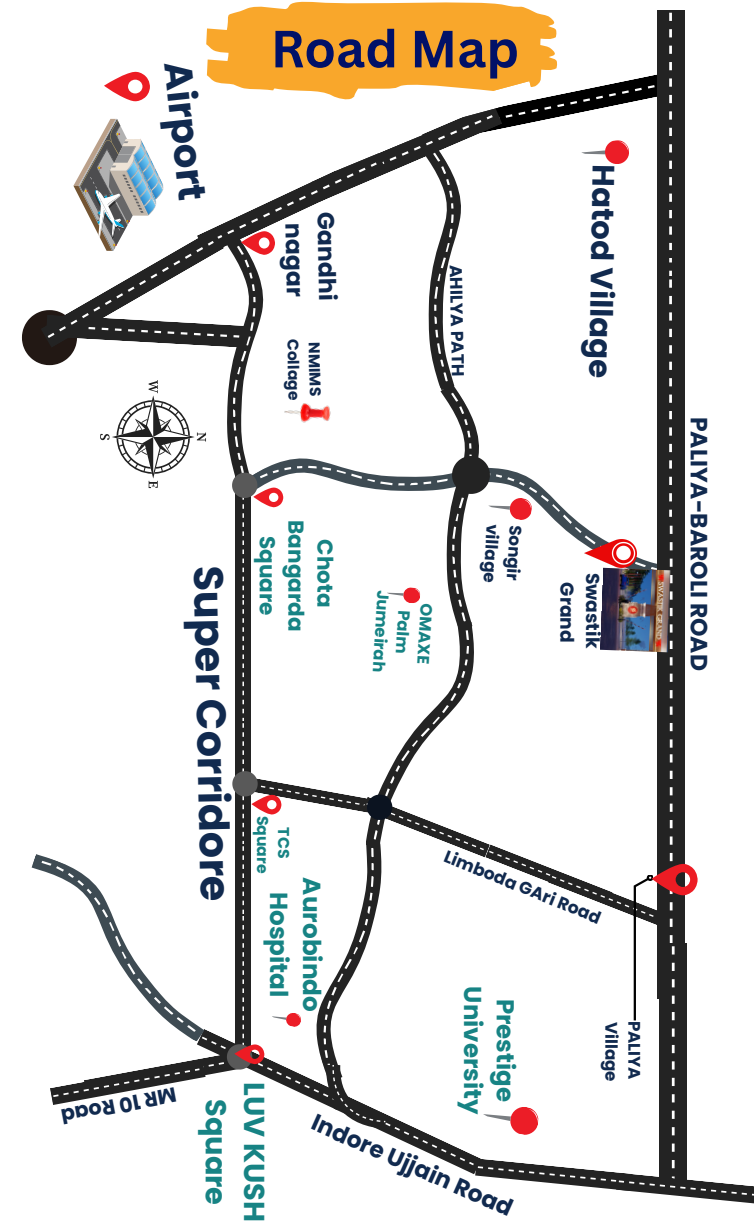 Road Map
Airport
Hatod Village
Gandhi
nagar
AHILYA PATH
NMIMS
Collage
W
N
S
E
PALIYA-BAROLI ROAD
Songir
village
Swastik
Grand
SWASTIK GRAND
Chota
Bangarda
Square
OMAXE
Palm
Jumeirah
Super Corridore
TCS
Square
Limboda GAri Road
Aurobindo
Hospital
Prestige
University
PALIYA
Village
MR 10 Road
LUV KUSH
Square
Indore Ujjain Road